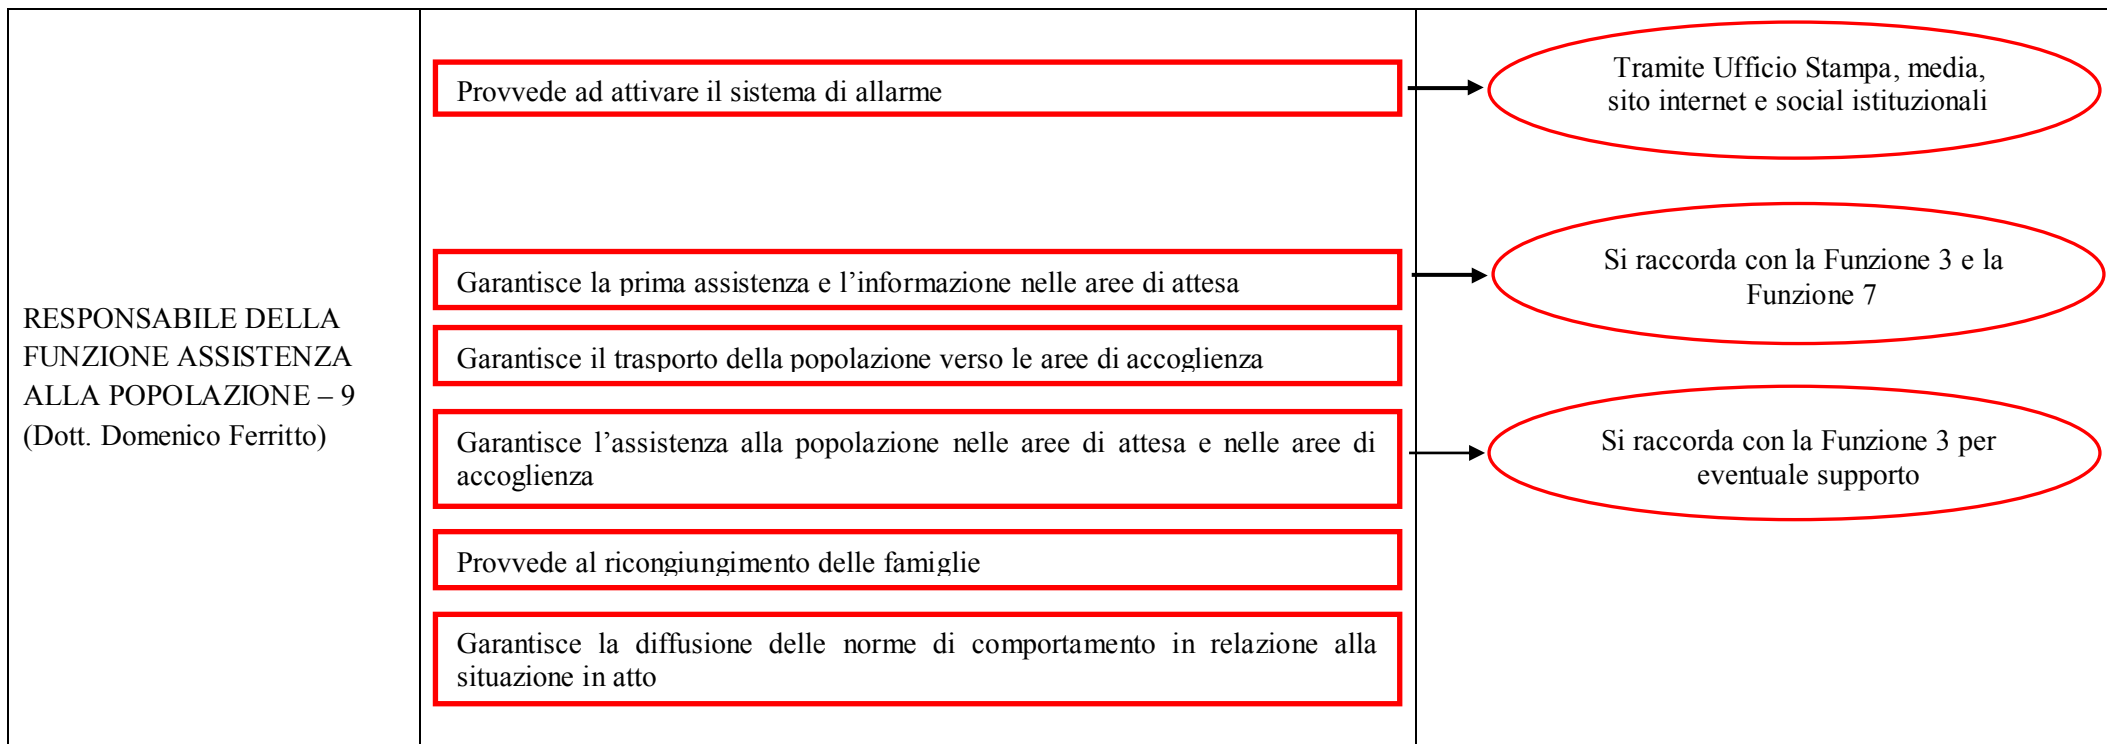 RESPONSABILE DELLA
FUNZIONE ASSISTENZA
ALLA POPOLAZIONE – 9
(Dott. Domenico Ferritto)
Provvede ad attivare il sistema di allarme
Tramite Ufficio Stampa, media,
sito internet e social istituzionali
Garantisce la prima assistenza e l’informazione nelle aree di attesa
Si raccorda con la Funzione 3 e la
Funzione 7
Garantisce il trasporto della popolazione verso le aree di accoglienza
Garantisce l’assistenza alla popolazione nelle aree di attesa e nelle aree di
accoglienza
Si raccorda con la Funzione 3 per
eventuale supporto
Provvede al ricongiungimento delle famiglie
Garantisce la diffusione delle norme di comportamento in relazione alla
situazione in atto